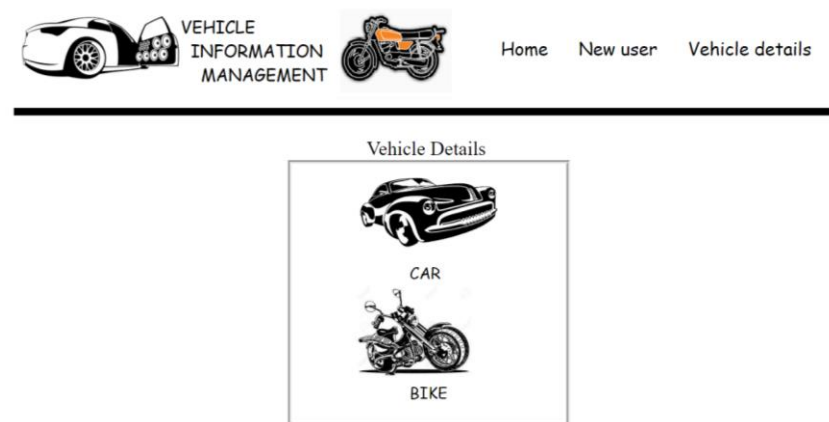 VEHICLE
INFORMATION
MANAGEMENT
Home New user Vehicle details
Vehicle Details
CAR
BIKE